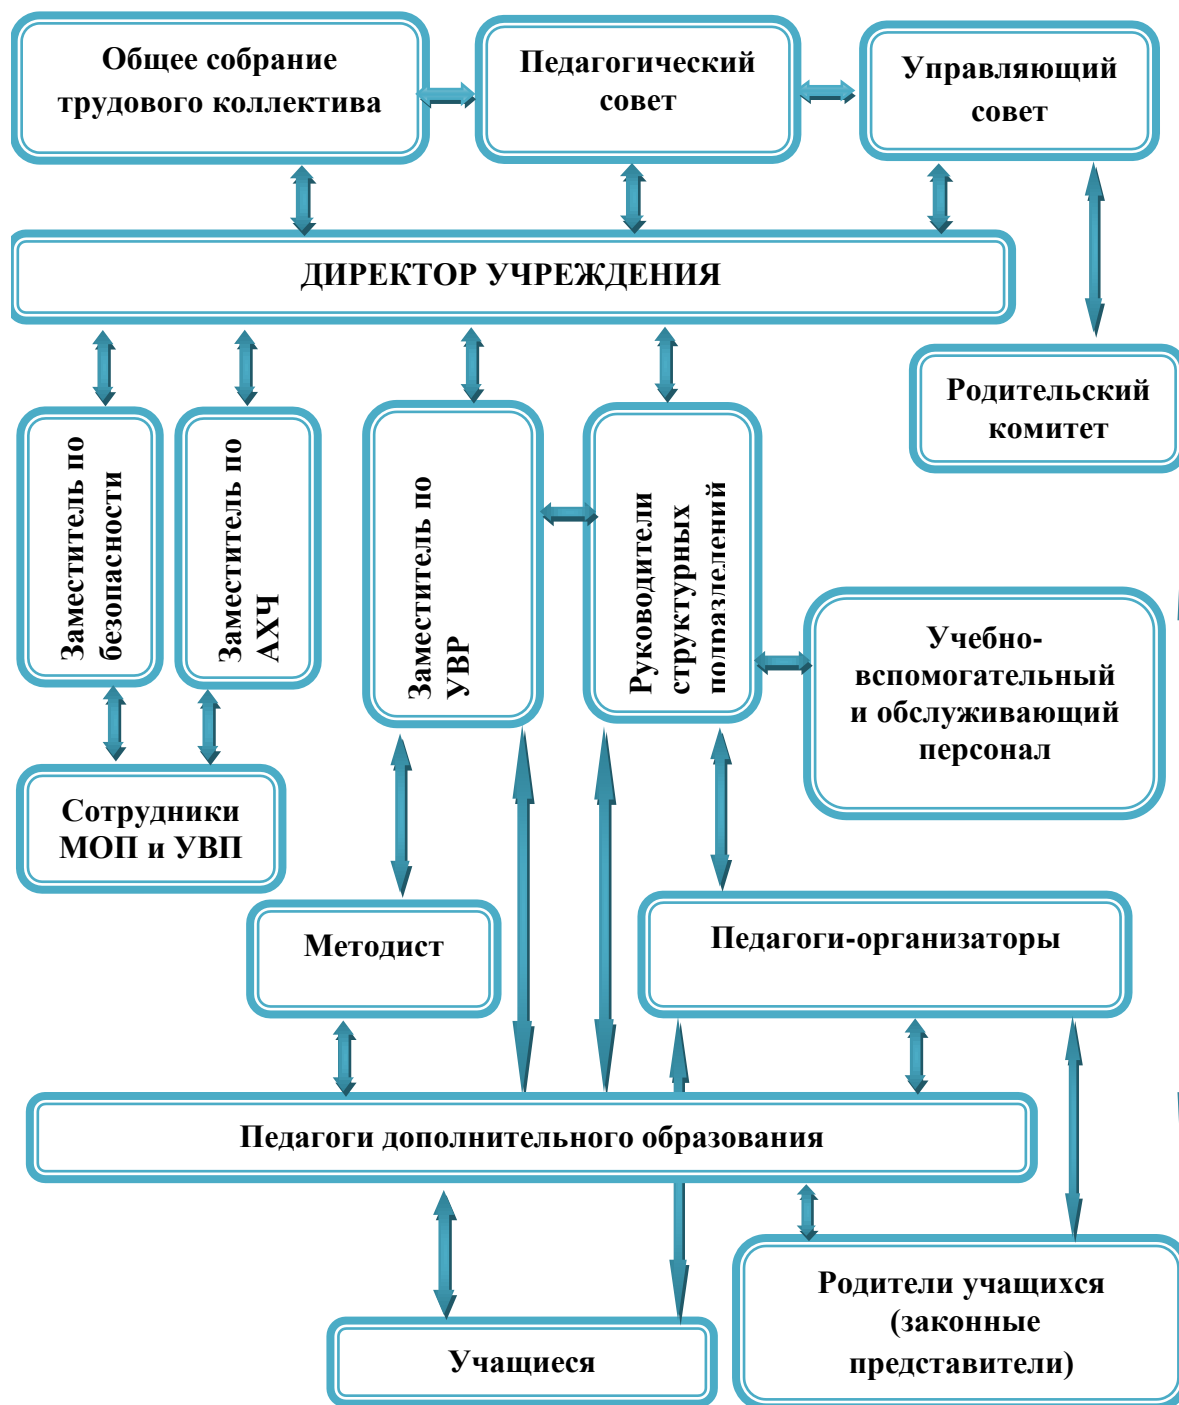 Общее собрание
трудового коллектива
Педагогический
совет
Управляющий
совет
ДИРЕКТОР УЧРЕЖДЕНИЯ
Родительский
комитет
Заместитель по
безопасности
Заместитель по
АХЧ
Заместитель по
УВР
Руководители
структурных
подразделений
Учебно-
вспомогательный
и обслуживающий
персонал
Сотрудники
МОП и УВП
Методист
Педагоги-организаторы
Педагоги дополнительного образования
Родители учащихся
(законные
представители)
Учащиеся